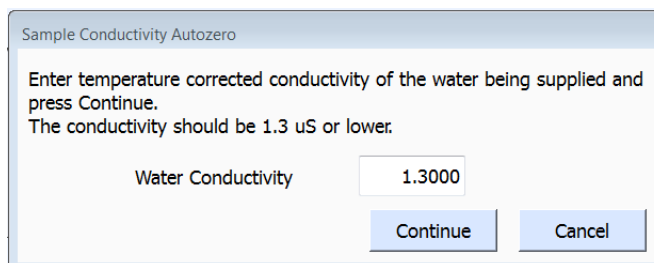 Sample Conductivity Autozero
Enter temperature corrected conductivity of the water being supplied and
press Continue.
The conductivity should be 1.3 uS or lower.
Water Conductivity 1.3000
Continue Cancel